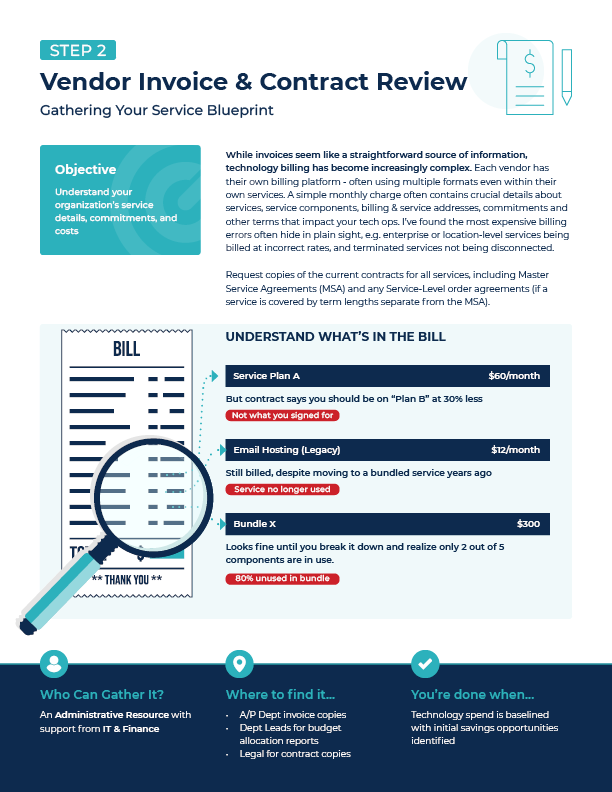 STEP 2
Vendor Invoice & Contract Review
Gathering Your Service Blueprint
Objective
Understand your
organization's service
details, commitments, and
costs
While invoices seem like a straightforward source of information,
technology billing has become increasingly complex. Each vendor has
their own billing platform - often using multiple formats even within their
own services. A simple monthly charge often contains crucial details about
services, service components, billing & service addresses, commitments and
other terms that impact your tech ops. I've found the most expensive billing
errors often hide in plain sight, e.g. enterprise or location-level services being
billed at incorrect rates, and terminated services not being disconnected.
Request copies of the current contracts for all services, including Master
Service Agreements (MSA) and any Service-Level order agreements (if a
service is covered by term lengths separate from the MSA).
BILL
$
** THANK YOU **
UNDERSTAND WHAT'S IN THE BILL
Service Plan A $60/month
But contract says you should be on “Plan B” at 30% less
Not what you signed for
Email Hosting (Legacy) $12/month
Still billed, despite moving to a bundled service years ago
Service no longer used
Bundle X $300
Looks fine until you break it down and realize only 2 out of 5
components are in use.
80% unused in bundle
Who Can Gather It?
An Administrative Resource with
support from IT & Finance
Where to find it...
• A/P Dept invoice copies
• Dept Leads for budget
allocation reports
• Legal for contract copies
You're done when...
Technology spend is baselined
with initial savings opportunities
identified